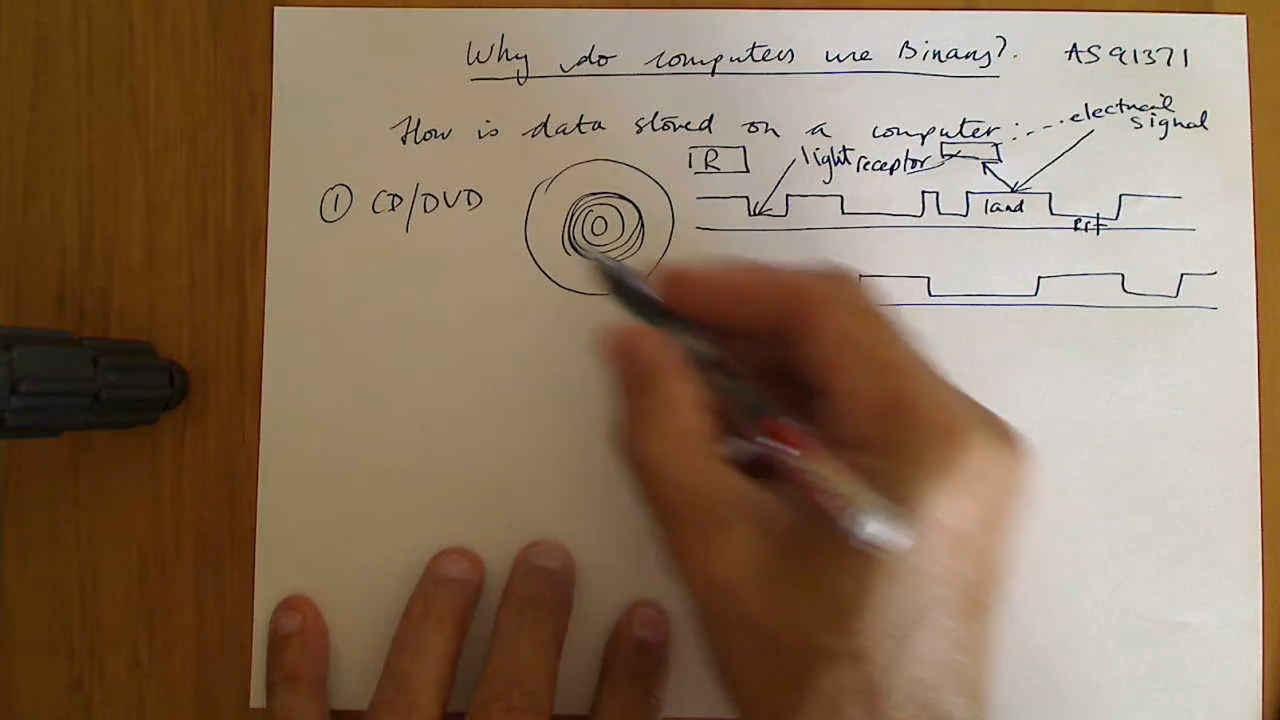 Why do computers use Binary? AS91371
How is data stored on a computer:
electrical signal
IR
light receptor
① CD/DVD
land
Pit